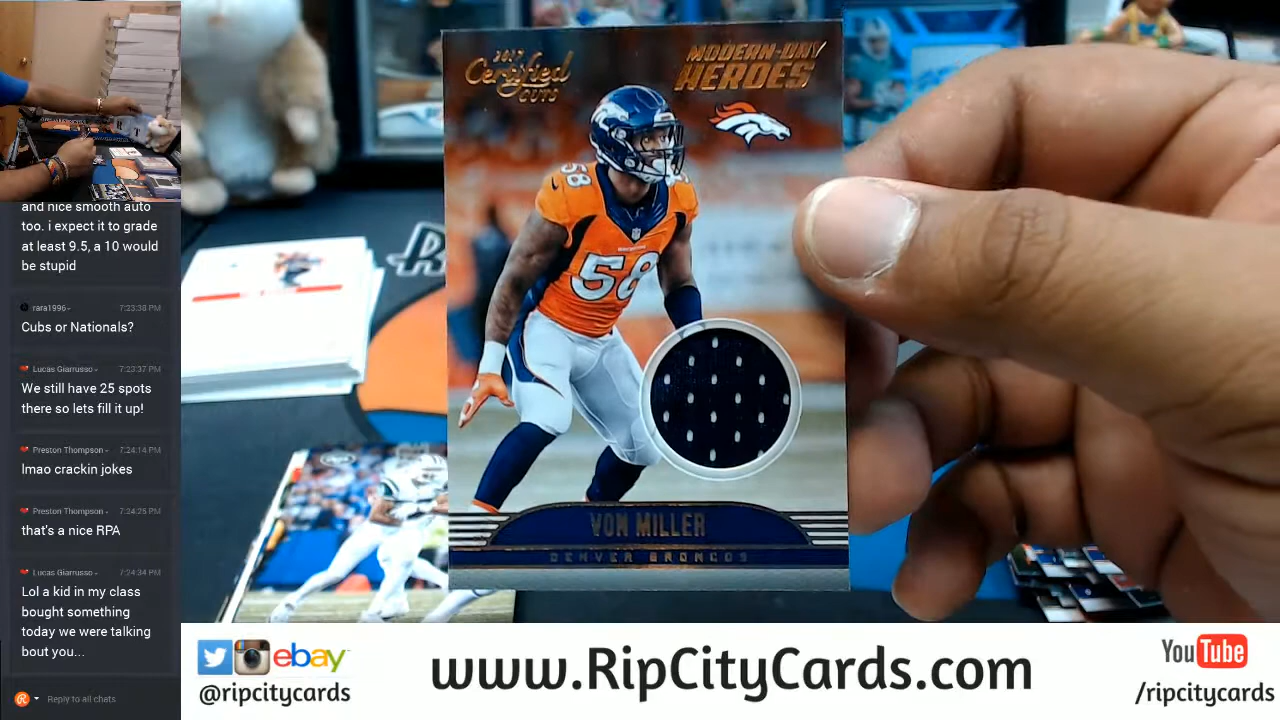 and nice smooth auto
too. i expect it to grade
at least 9.5, a 10 would
be stupid
rara1996
7:23:38 PM
Cubs or Nationals?
Lucas Giarrusso
7:23:37 PM
We still have 25 spots
there so lets fill it up!
Preston Thompson
7:24:14 PM
lmao crackin jokes
Preston Thompson
7:24:25 PM
that's a nice RPA
Lucas Giarrusso
7:24:34 PM
Lol a kid in my class
bought something
today we were talking
bout you...
Reply to all chats
2017
Certified
CUTS
MODERN-DAY
HEROES
58
58
VON MILLER
DENVER BRONCOS
ebay
@ripcitycards
www.RipCityCards.com
YouTube
/ripcitycards